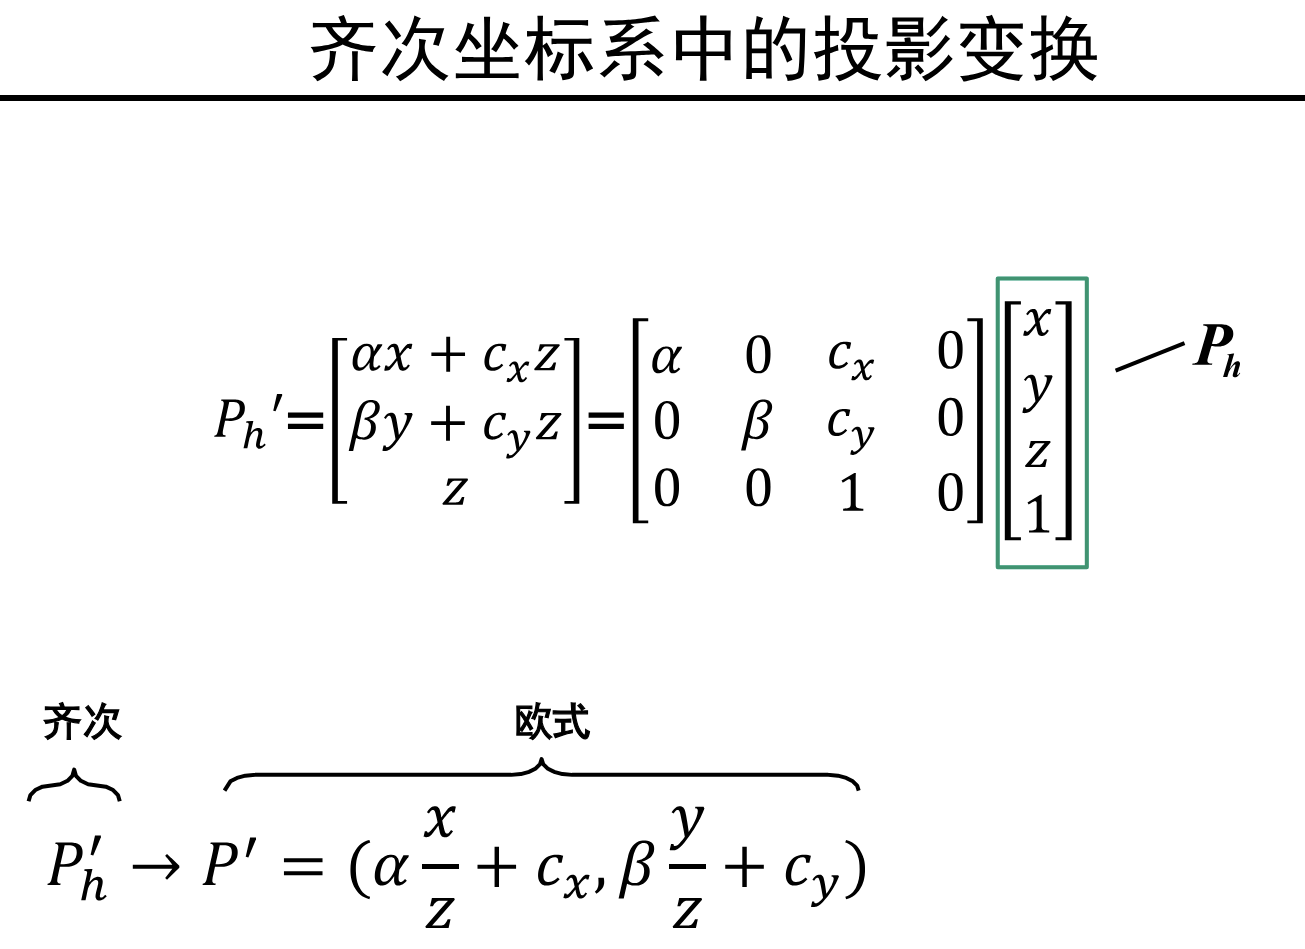 齐次坐标系中的投影变换
P_h' = [αx + c_x z; βy + c_y z; z] = [α 0 c_x 0; 0 β c_y 0; 0 0 1 0] [x; y; z; 1] P_h
齐次 欧式
P_h' → P' = (α x/z + c_x, β y/z + c_y)